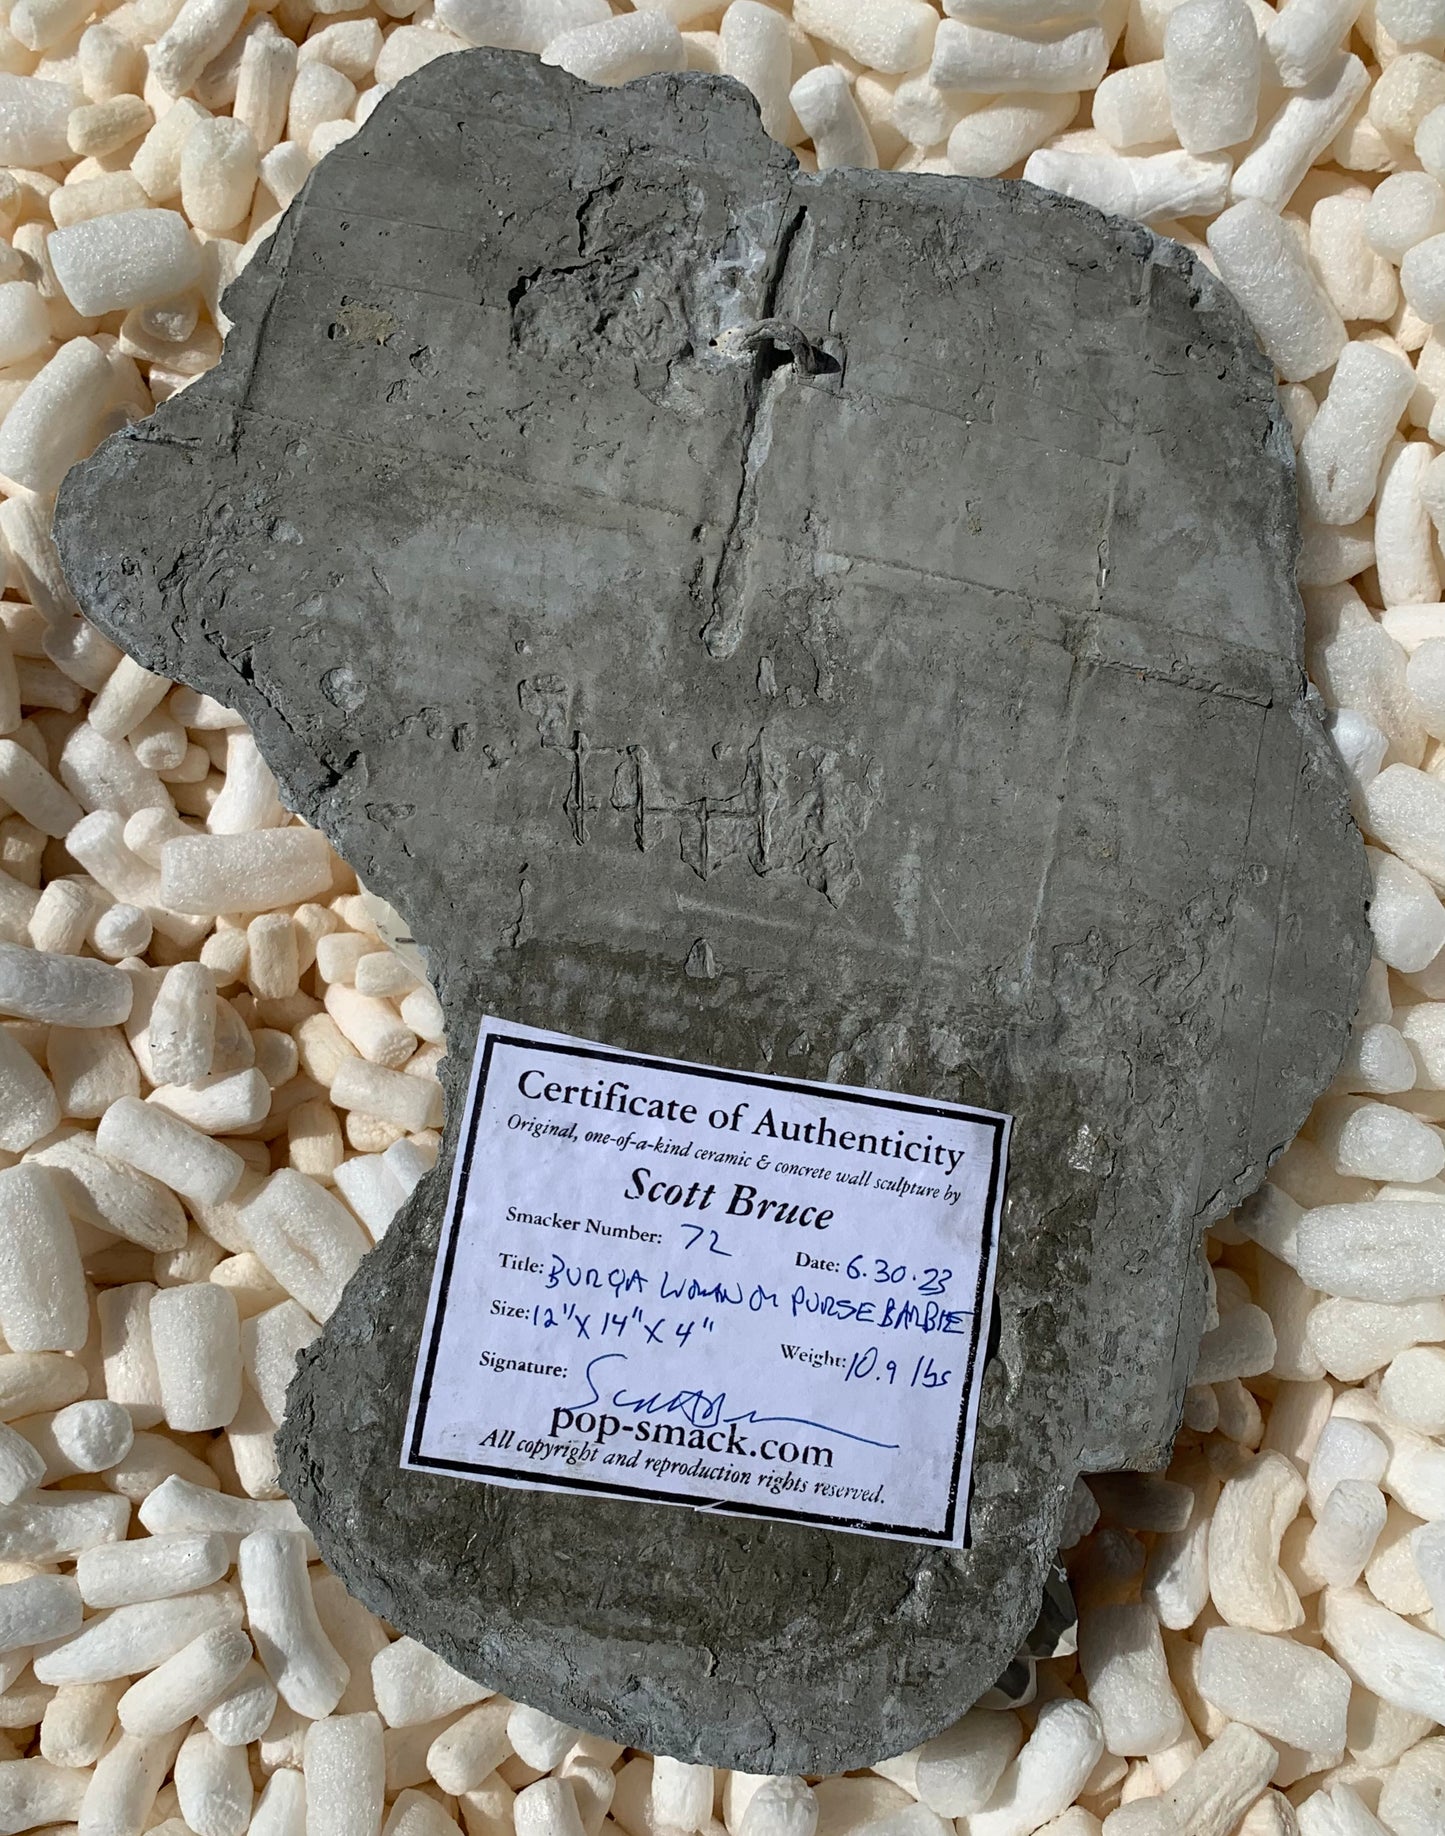 Certificate of Authenticity
Original, one-of-a-kind ceramic & concrete wall sculpture by
Scott Bruce
Smacker Number: 72
Date: 6.30.23
Title: BURQA WOMAN OR PURSE BARBIE
Size: 12" X 14" X 4"
Weight: 10.9 lbs
Signature:
pop-smack.com
All copyright and reproduction rights reserved.